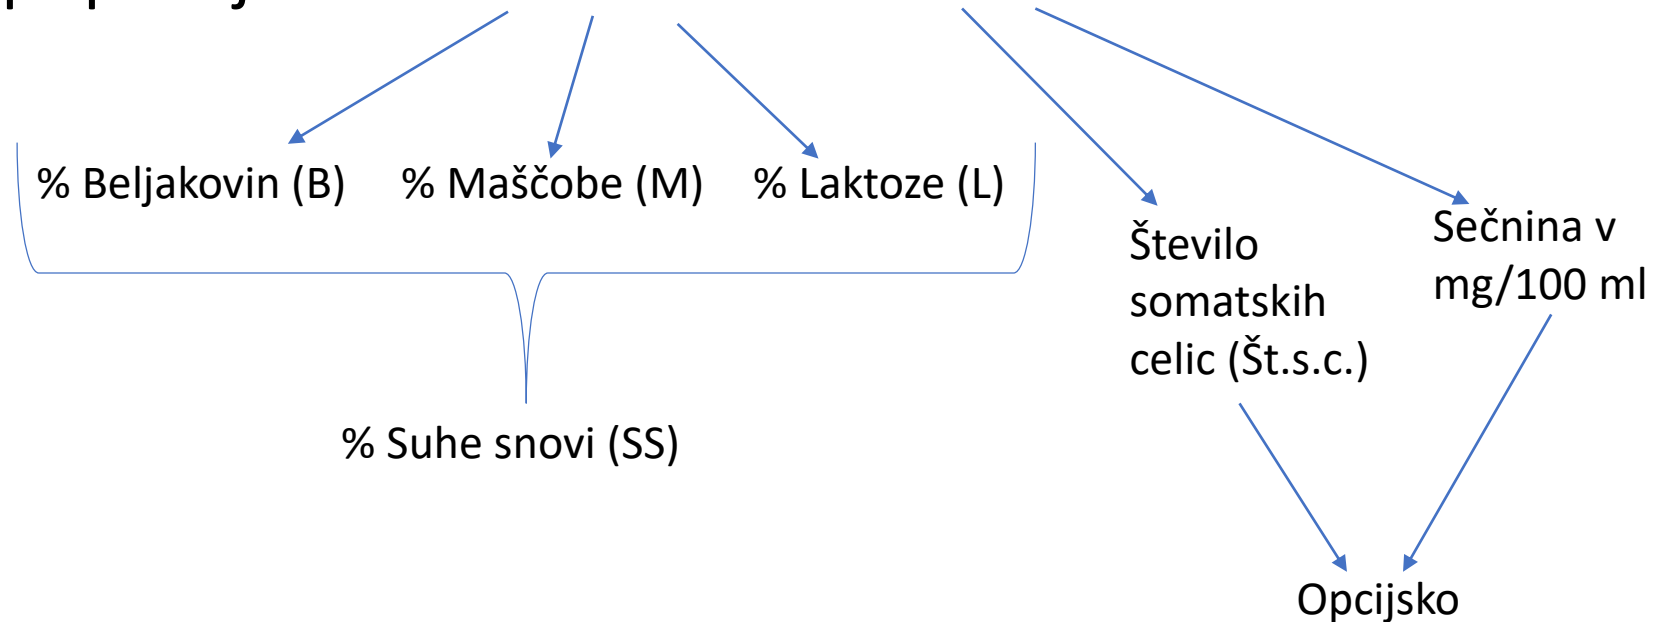 % Beljakovin (B) % Maščobe (M) % Laktoze (L)
Število
somatskih
celic (Št.s.c.)
Sečnina v
mg/100 ml
% Suhe snovi (SS)
Opcijsko